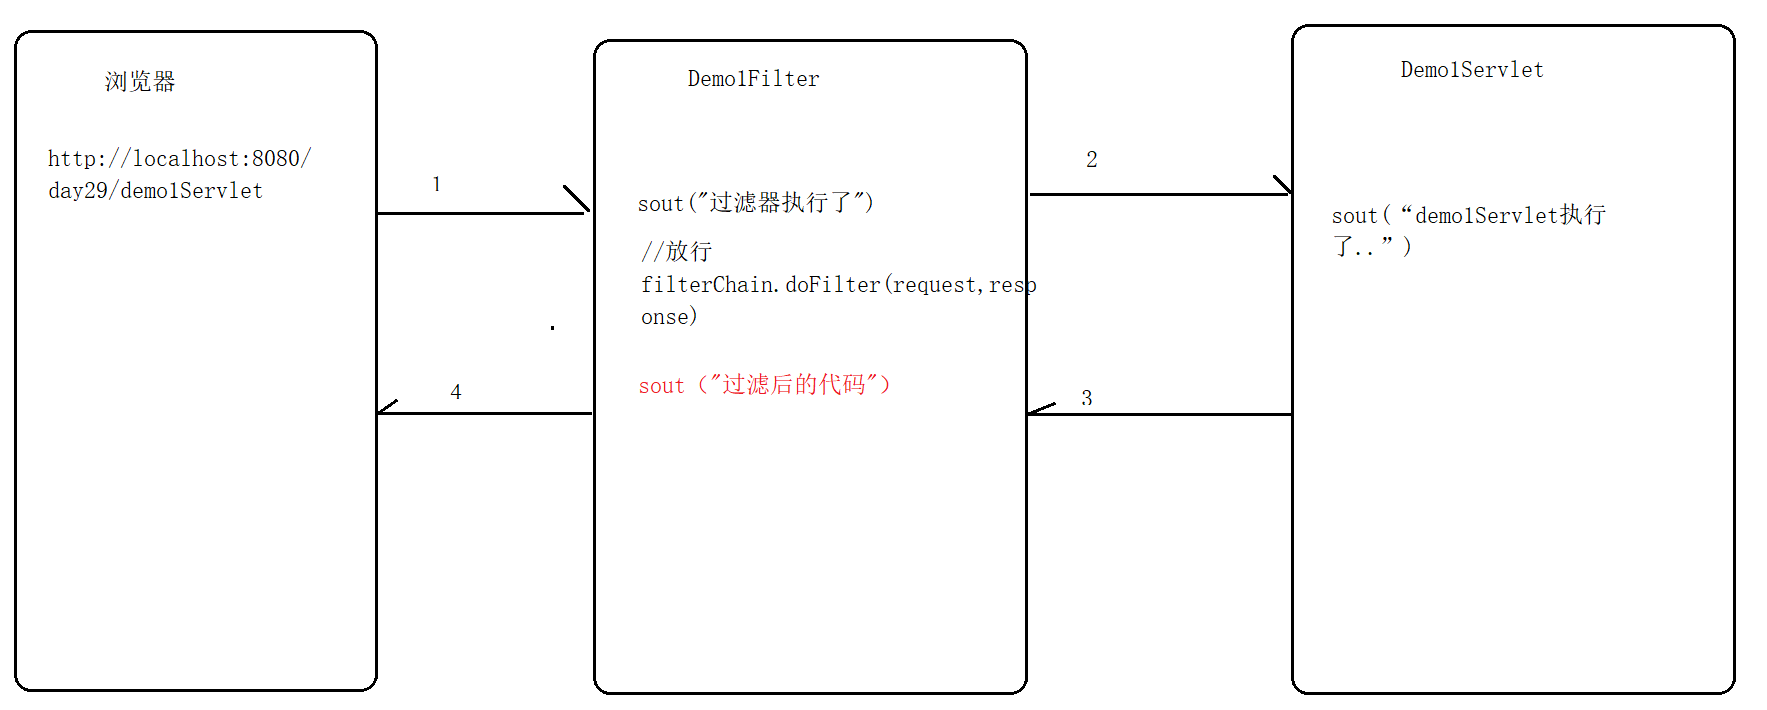 浏览器
http://localhost:8080/
day29/demo1Servlet
1
Demo1Filter
sout("过滤器执行了")
//放行
filterChain.doFilter(request,resp
onse)
sout（"过滤后的代码"）
2
Demo1Servlet
sout(“demo1Servlet执行
了..”)
3
4